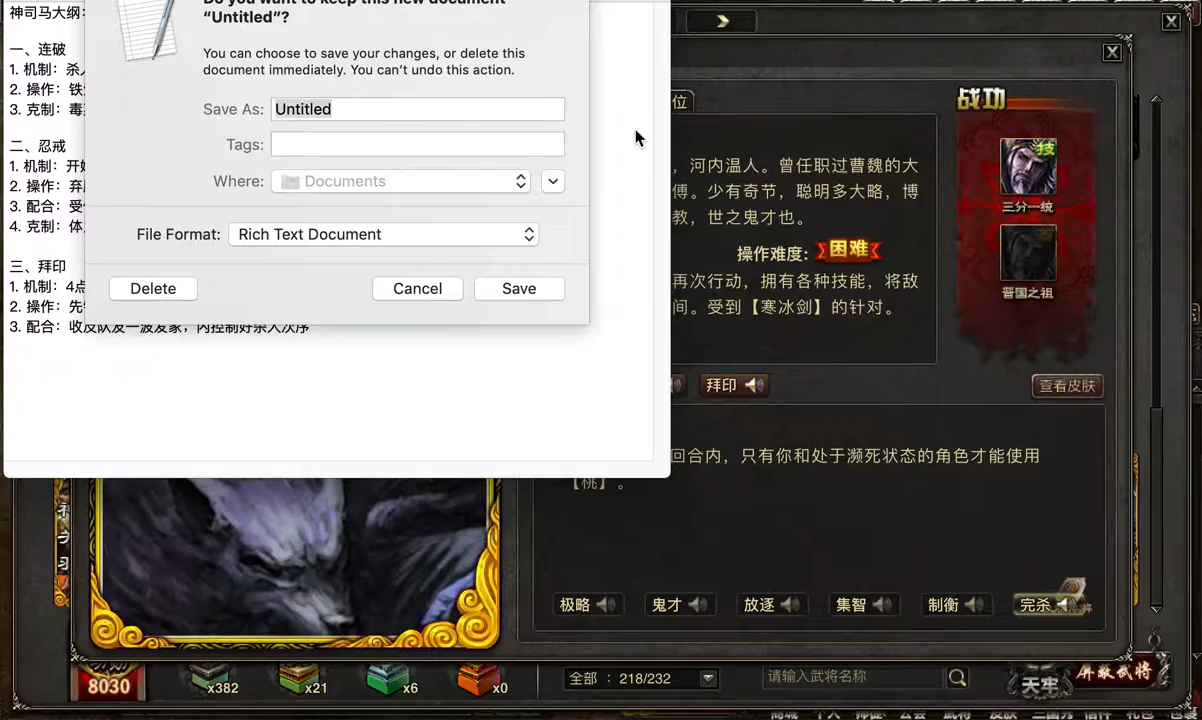 神司马大纲:
Do you want to keep this new document
“Untitled”?
You can choose to save your changes, or delete this
document immediately. You can’t undo this action.
Save As: Untitled
Tags:
Where: Documents
File Format: Rich Text Document
Delete
Cancel
Save
一、连破
1. 机制: 杀
2. 操作: 铁
3. 克制: 毒
二、忍戒
1. 机制: 开
2. 操作: 弃
3. 配合: 受
4. 克制: 体
三、拜印
1. 机制: 4点
2. 操作: 先
3. 配合: 收反队友一波发家，内控制好杀人次序
位
，河内温人。曾任职过曹魏的大
傅。少有奇节，聪明多大略，博
教，世之鬼才也。
操作难度: 困难
再次行动，拥有各种技能，将敌
间。受到【寒冰剑】的针对。
战功
技
三分一统
晋国之祖
拜印
查看皮肤
回合内，只有你和处于濒死状态的角色才能使用
【桃】。
极略
鬼才
放逐
集智
制衡
完杀
8030
x382
x21
x6
x0
全部 : 218/232
请输入武将名称
天牢
屏蔽武将